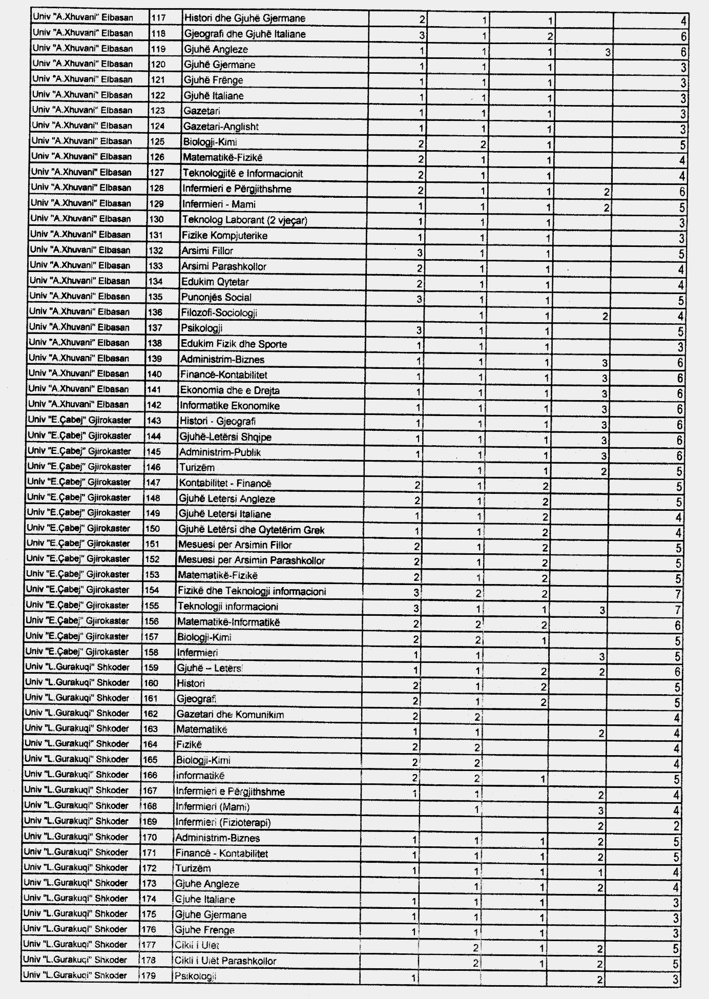 Univ "A.Xhuvani" Elbasan 117 Histori dhe Gjuhë Gjermane 2 1 1 4
Univ "A.Xhuvani" Elbasan 118 Gjeografi dhe Gjuhë Italiane 3 1 2 6
Univ "A.Xhuvani" Elbasan 119 Gjuhë Angleze 1 1 1 3 6
Univ "A.Xhuvani" Elbasan 120 Gjuhë Gjermane 1 1 1 3
Univ "A.Xhuvani" Elbasan 121 Gjuhë Frënge 1 1 1 3
Univ "A.Xhuvani" Elbasan 122 Gjuhë Italiane 1 1 1 3
Univ "A.Xhuvani" Elbasan 123 Gazetari 1 1 1 3
Univ "A.Xhuvani" Elbasan 124 Gazetari-Anglisht 1 1 1 3
Univ "A.Xhuvani" Elbasan 125 Biologji-Kimi 2 2 1 5
Univ "A.Xhuvani" Elbasan 126 Matematikë-Fizikë 2 1 1 4
Univ "A.Xhuvani" Elbasan 127 Teknologjitë e Informacionit 2 1 1 4
Univ "A.Xhuvani" Elbasan 128 Infermieri e Përgjithshme 2 1 1 2 6
Univ "A.Xhuvani" Elbasan 129 Infermieri - Mami 1 1 1 2 5
Univ "A.Xhuvani" Elbasan 130 Teknolog Laborant (2 vjeçar) 1 1 1 3
Univ "A.Xhuvani" Elbasan 131 Fizike Kompjuterike 1 1 1 3
Univ "A.Xhuvani" Elbasan 132 Arsimi Fillor 3 1 1 5
Univ "A.Xhuvani" Elbasan 133 Arsimi Parashkollor 2 1 1 4
Univ "A.Xhuvani" Elbasan 134 Edukim Qytetar 2 1 1 4
Univ "A.Xhuvani" Elbasan 135 Punonjës Social 3 1 1 5
Univ "A.Xhuvani" Elbasan 136 Filozofi-Sociologji 1 1 2 4
Univ "A.Xhuvani" Elbasan 137 Psikologji 3 1 1 5
Univ "A.Xhuvani" Elbasan 138 Edukim Fizik dhe Sporte 1 1 1 3
Univ "A.Xhuvani" Elbasan 139 Administrim-Biznes 1 1 1 3 6
Univ "A.Xhuvani" Elbasan 140 Financë-Kontabilitet 1 1 1 3 6
Univ "A.Xhuvani" Elbasan 141 Ekonomia dhe e Drejta 1 1 1 3 6
Univ "A.Xhuvani" Elbasan 142 Informatike Ekonomike 1 1 1 3 6
Univ "E.Çabej" Gjirokaster 143 Histori - Gjeografi 1 1 1 3 6
Univ "E.Çabej" Gjirokaster 144 Gjuhë-Letërsi Shqipe 1 1 1 3 6
Univ "E.Çabej" Gjirokaster 145 Administrim-Publik 1 1 1 3 6
Univ "E.Çabej" Gjirokaster 146 Turizëm 1 1 2 5
Univ "E.Çabej" Gjirokaster 147 Kontabilitet - Financë 2 1 2 5
Univ "E.Çabej" Gjirokaster 148 Gjuhë Letersi Angleze 2 1 2 5
Univ "E.Çabej" Gjirokaster 149 Gjuhë Letersi Italiane 1 1 2 4
Univ "E.Çabej" Gjirokaster 150 Gjuhë Letërsi dhe Qytetërim Grek 1 1 2 4
Univ "E.Çabej" Gjirokaster 151 Mesuesi per Arsimin Fillor 2 1 2 5
Univ "E.Çabej" Gjirokaster 152 Mesuesi per Arsimin Parashkollor 2 1 2 5
Univ "E.Çabej" Gjirokaster 153 Matematikë-Fizikë 2 1 2 5
Univ "E.Çabej" Gjirokaster 154 Fizikë dhe Teknologji informacioni 3 2 2 7
Univ "E.Çabej" Gjirokaster 155 Teknologji informacioni 3 1 1 3 7
Univ "E.Çabej" Gjirokaster 156 Matematikë-Informatikë 2 2 2 6
Univ "E.Çabej" Gjirokaster 157 Biologji-Kimi 2 2 1 5
Univ "E.Çabej" Gjirokaster 158 Infermieri 1 1 3 5
Univ "L.Gurakuqi" Shkoder 159 Gjuhë – Letërsi 1 1 2 2 6
Univ "L.Gurakuqi" Shkoder 160 Histori 2 1 2 5
Univ "L.Gurakuqi" Shkoder 161 Gjeografi 2 1 2 5
Univ "L.Gurakuqi" Shkoder 162 Gazetari dhe Komunikim 2 2 4
Univ "L.Gurakuqi" Shkoder 163 Matematikë 1 1 2 4
Univ "L.Gurakuqi" Shkoder 164 Fizikë 2 2 4
Univ "L.Gurakuqi" Shkoder 165 Biologji-Kimi 2 2 4
Univ "L.Gurakuqi" Shkoder 166 informatikë 2 2 1 5
Univ "L.Gurakuqi" Shkoder 167 Infermieri e Përgjithshme 1 1 2 4
Univ "L.Gurakuqi" Shkoder 168 Infermieri (Mami) 1 3 4
Univ "L.Gurakuqi" Shkoder 169 Infermieri (Fizioterapi) 2 2
Univ "L.Gurakuqi" Shkoder 170 Administrim-Biznes 1 1 1 2 5
Univ "L.Gurakuqi" Shkoder 171 Financë - Kontabilitet 1 1 1 2 5
Univ "L.Gurakuqi" Shkoder 172 Turizëm 1 1 1 1 4
Univ "L.Gurakuqi" Shkoder 173 Gjuhe Angleze 1 1 2 4
Univ "L.Gurakuqi" Shkoder 174 Gjuhe Italiane 1 1 1 3
Univ "L.Gurakuqi" Shkoder 175 Gjuhe Gjermane 1 1 1 3
Univ "L.Gurakuqi" Shkoder 176 Gjuhe Frenge 1 1 1 3
Univ "L.Gurakuqi" Shkoder 177 Cikli i Ulët 2 1 2 5
Univ "L.Gurakuqi" Shkoder 178 Cikli i Ulët Parashkollor 2 1 2 5
Univ "L.Gurakuqi" Shkoder 179 Psikologji 1 2 3